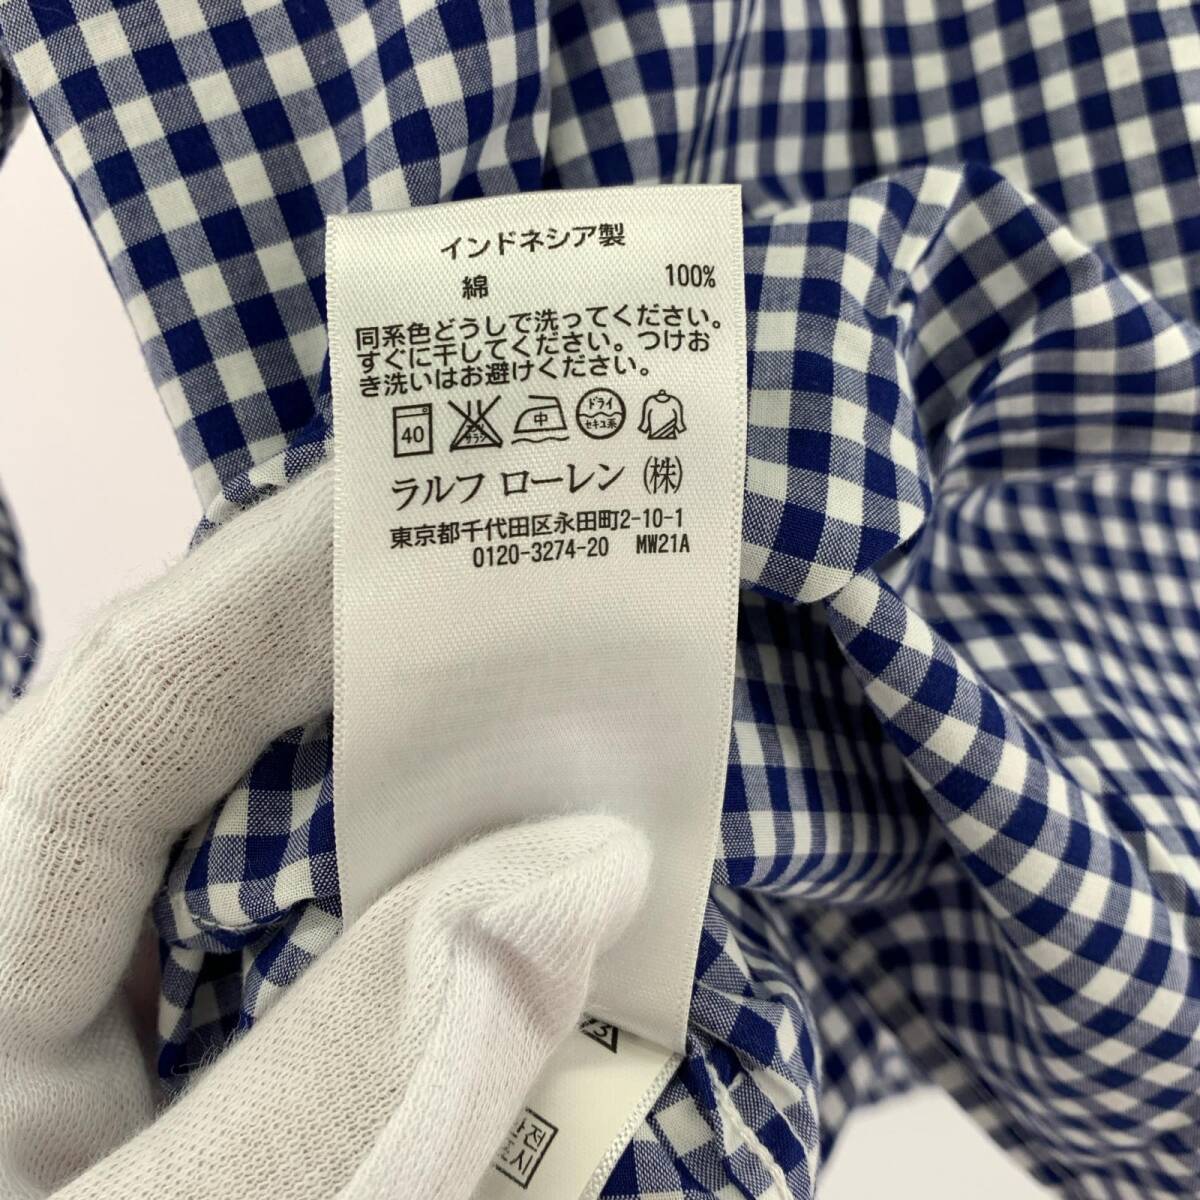 インドネシア製
綿 100%
同系色どうしで洗ってください。
すぐに干してください。つけお
き洗いはお避けください。
40 サラシ 中 ドライ セキユ系
ラルフ ローレン (株)
東京都千代田区永田町2-10-1
0120-3274-20 MW21A